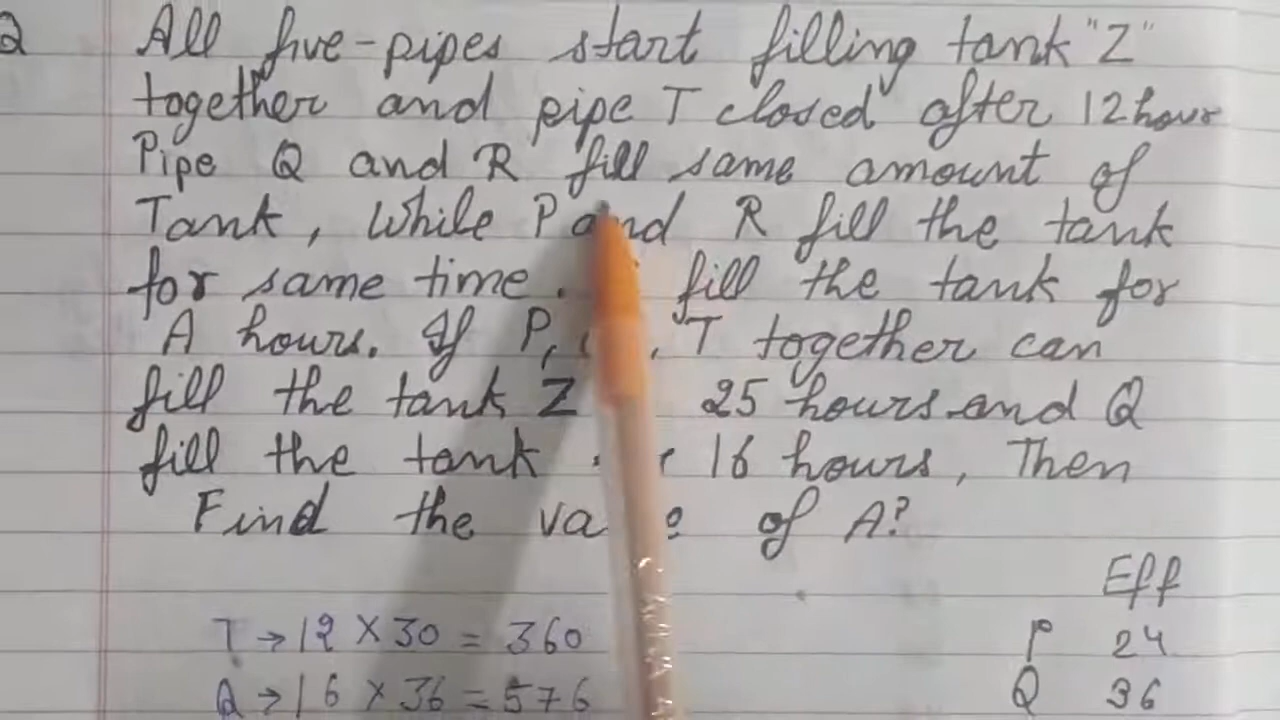 Q All five-pipes start filling tank "Z"
together and pipe T closed after 12 hour
Pipe Q and R fill same amount of
Tank, While P and R fill the tank
for same time. fill the tank for
A hours. If P, , T together can
fill the tank Z 25 hours and Q
fill the tank 16 hours, Then
Find the of A?
Eff
T → 12 × 30 = 360
P 24
Q → 16 × 36 = 576
Q 36